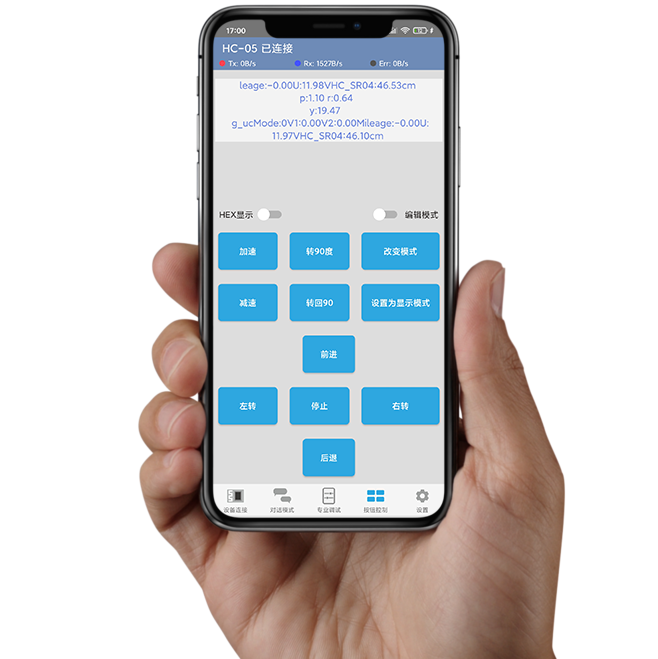 17:00
HC-05 已连接
Tx: 0B/s Rx: 1527B/s Err: 0B/s
leage:-0.00U:11.98VHC_SR04:46.53cm
p:1.10 r:0.64
y:19.47
g_ucMode:0V1:0.00V2:0.00Mileage:-0.00U:
11.97VHC_SR04:46.10cm
HEX显示 编辑模式
加速 转90度 改变模式
减速 转回90 设置为显示模式
前进
左转 停止 右转
后退
设备连接 对话模式 专业调试 按钮控制 设置